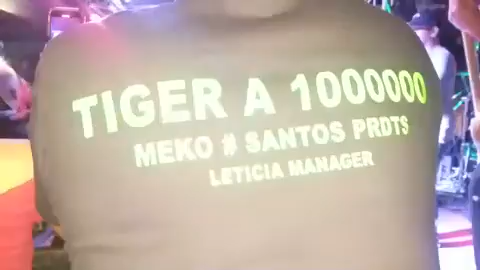 TIGER A 1000000
MEKO # SANTOS PRDTS
LETICIA MANAGER